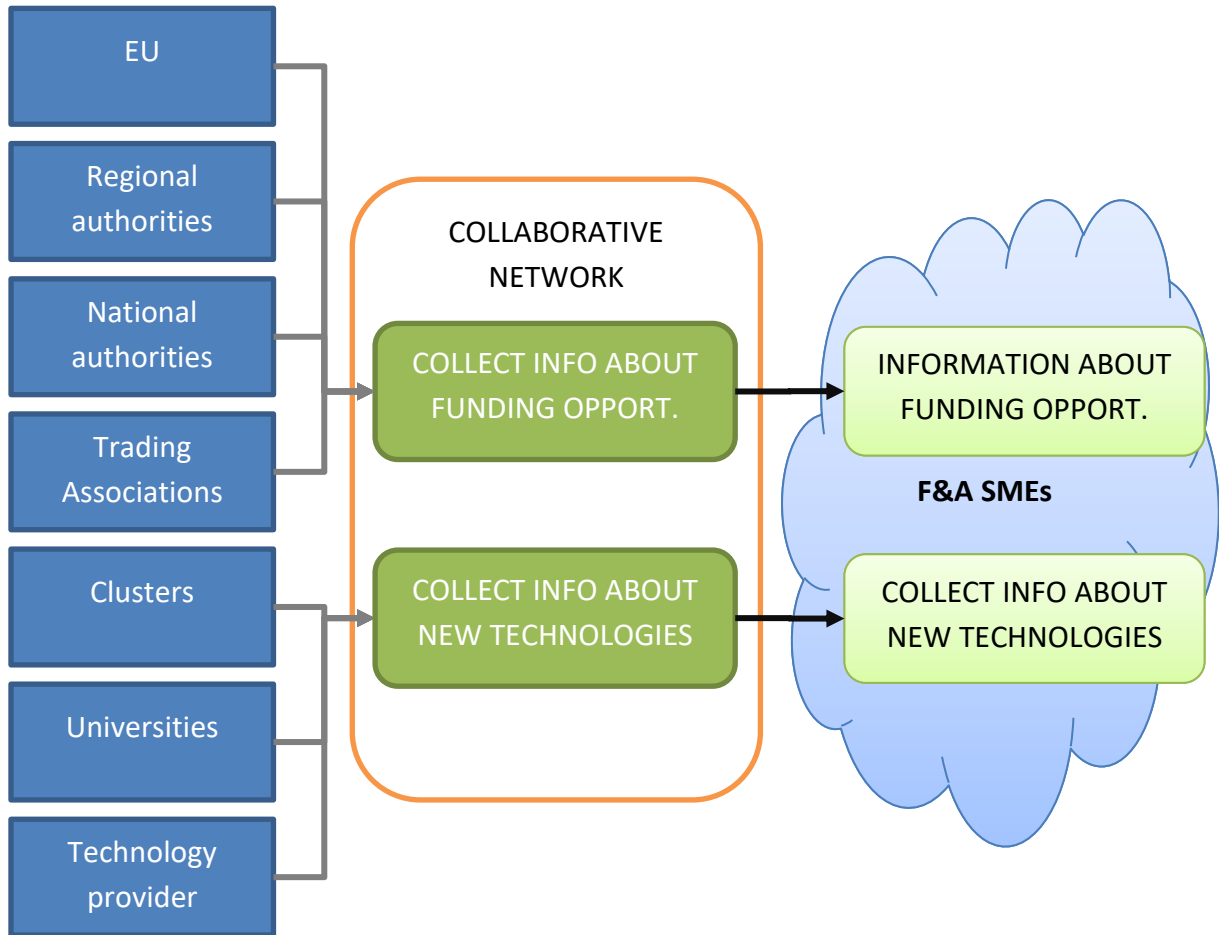 EU
Regional
authorities
National
authorities
Trading
Associations
Clusters
Universities
Technology
provider
COLLABORATIVE
NETWORK
COLLECT INFO ABOUT
FUNDING OPPORT.
COLLECT INFO ABOUT
NEW TECHNOLOGIES
INFORMATION ABOUT
FUNDING OPPORT.
F&A SMEs
COLLECT INFO ABOUT
NEW TECHNOLOGIES